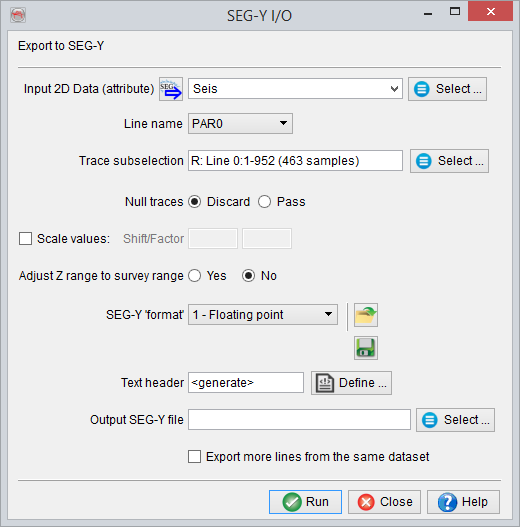 SEG-Y I/O
Export to SEG-Y
Input 2D Data (attribute) SEG Seis Select ...
Line name PAR0
Trace subselection R: Line 0:1-952 (463 samples) Select ...
Null traces Discard Pass
Scale values: Shift/Factor
Adjust Z range to survey range Yes No
SEG-Y 'format' 1 - Floating point
Text header <generate> Define ...
Output SEG-Y file Select ...
Export more lines from the same dataset
Run Close Help